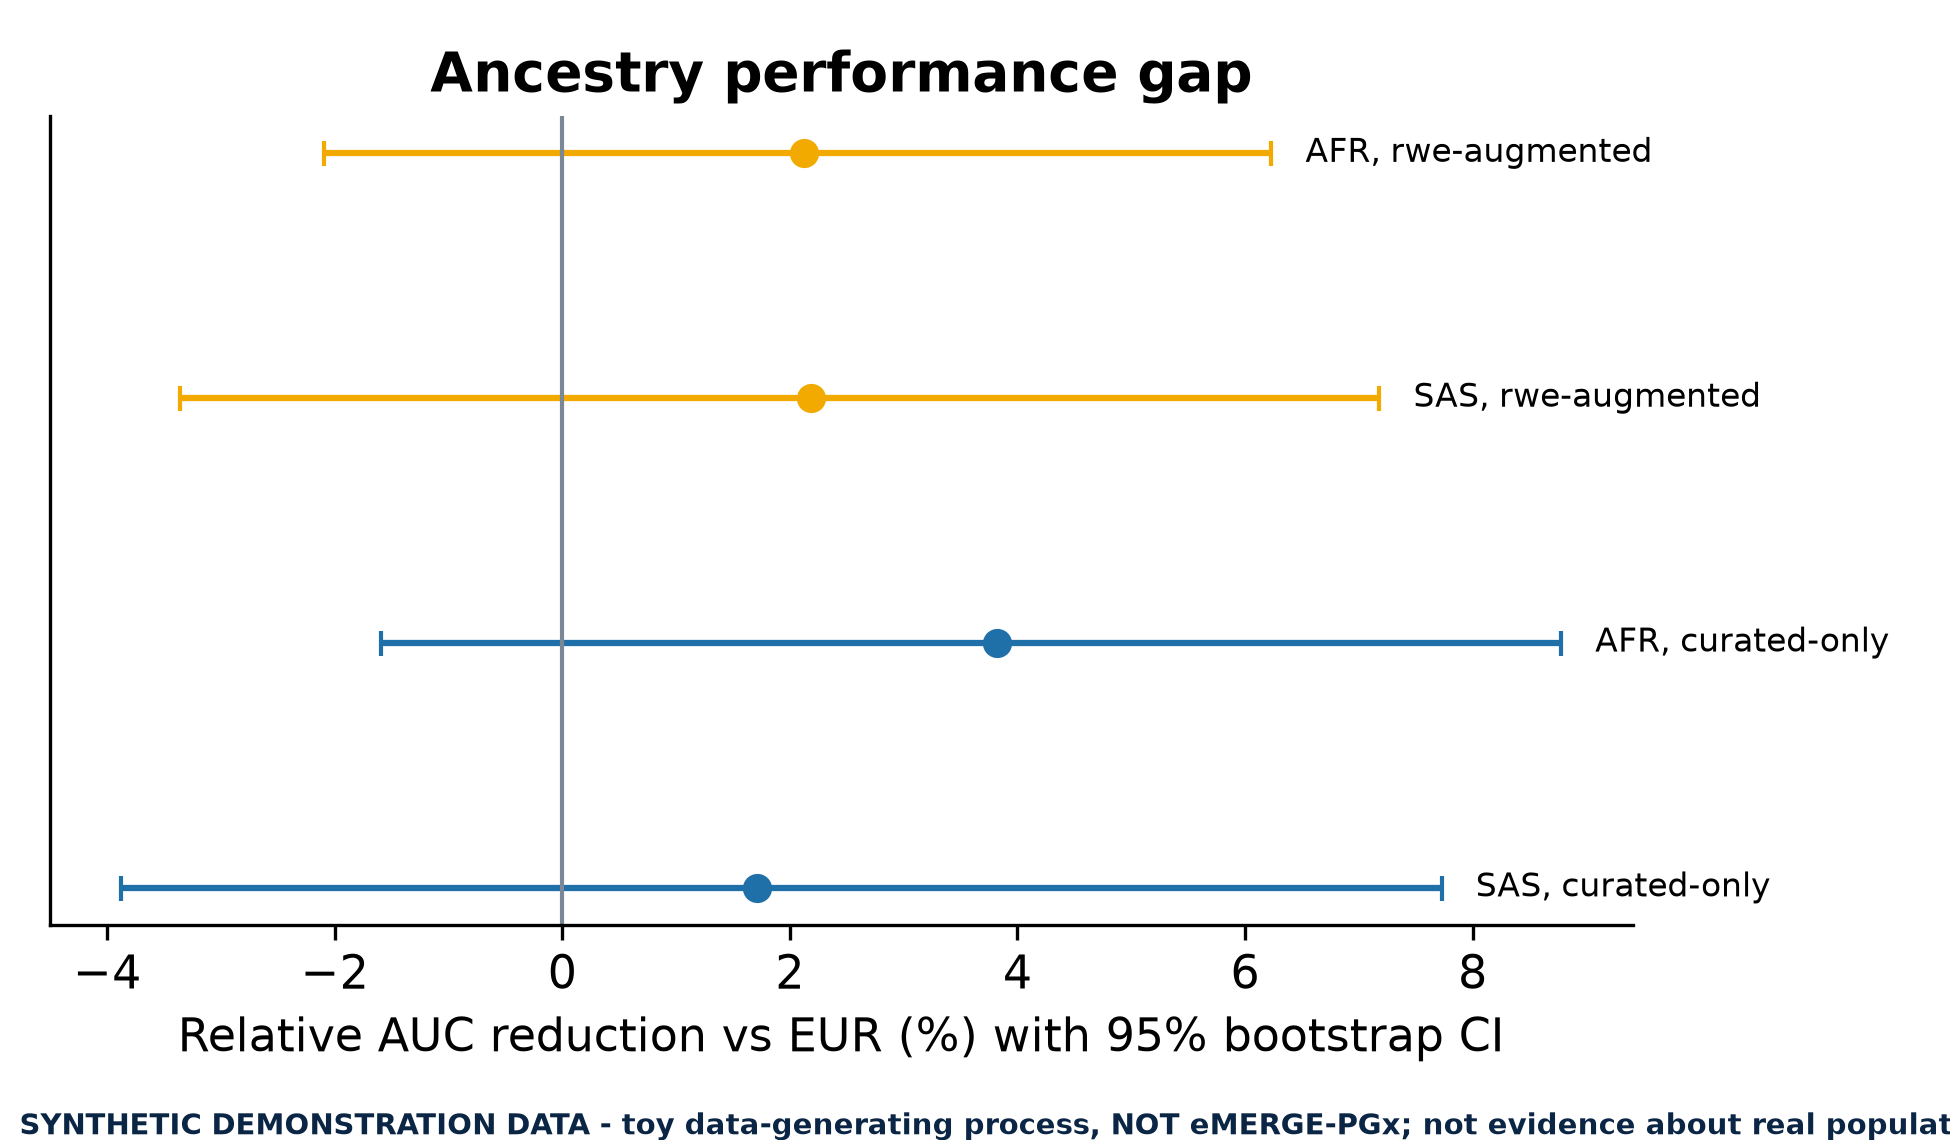 Ancestry performance gap
AFR, rwe-augmented
SAS, rwe-augmented
AFR, curated-only
SAS, curated-only
−4 −2 0 2 4 6 8
Relative AUC reduction vs EUR (%) with 95% bootstrap CI
SYNTHETIC DEMONSTRATION DATA - toy data-generating process, NOT eMERGE-PGx; not evidence about real populat